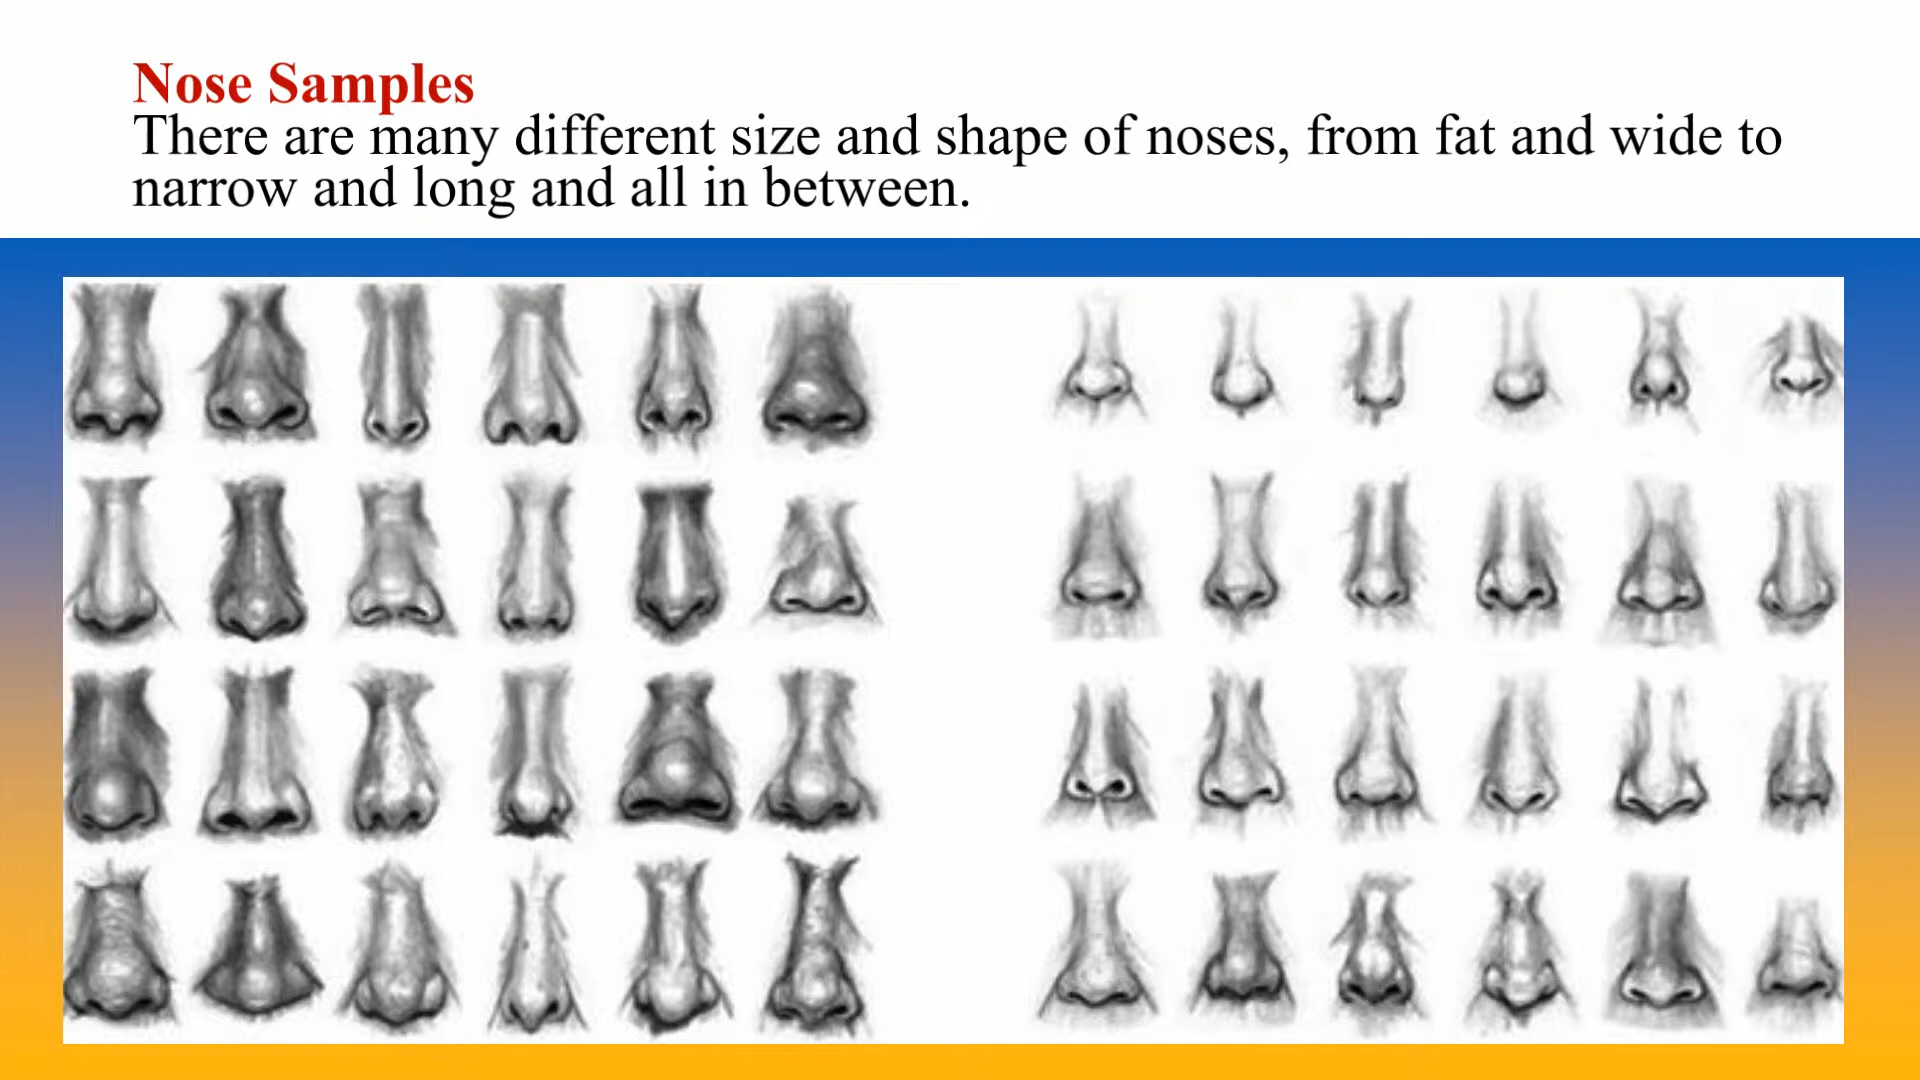 Nose Samples
There are many different size and shape of noses, from fat and wide to
narrow and long and all in between.